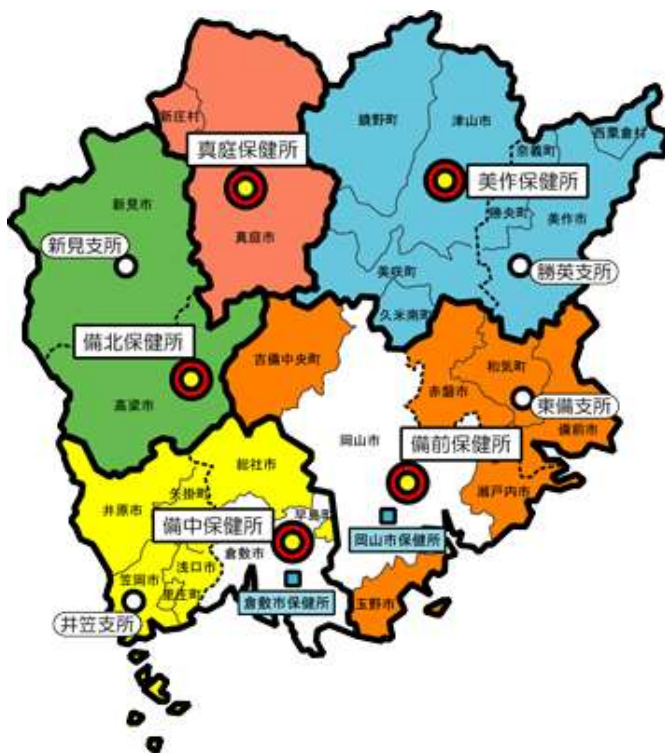 新庄村
鏡野町
津山市
西粟倉村
真庭保健所
奈義町
美作保健所
新見市
勝央町
美作市
真庭市
新見支所
美咲町
勝英支所
久米南町
備北保健所
吉備中央町
和気町
赤磐市
高梁市
東備支所
岡山市
備前保健所
備前市
総社市
矢掛町
瀬戸内市
井原市
早島町
備中保健所
岡山市保健所
倉敷市
浅口市
笠岡市
里庄町
倉敷市保健所
玉野市
井笠支所